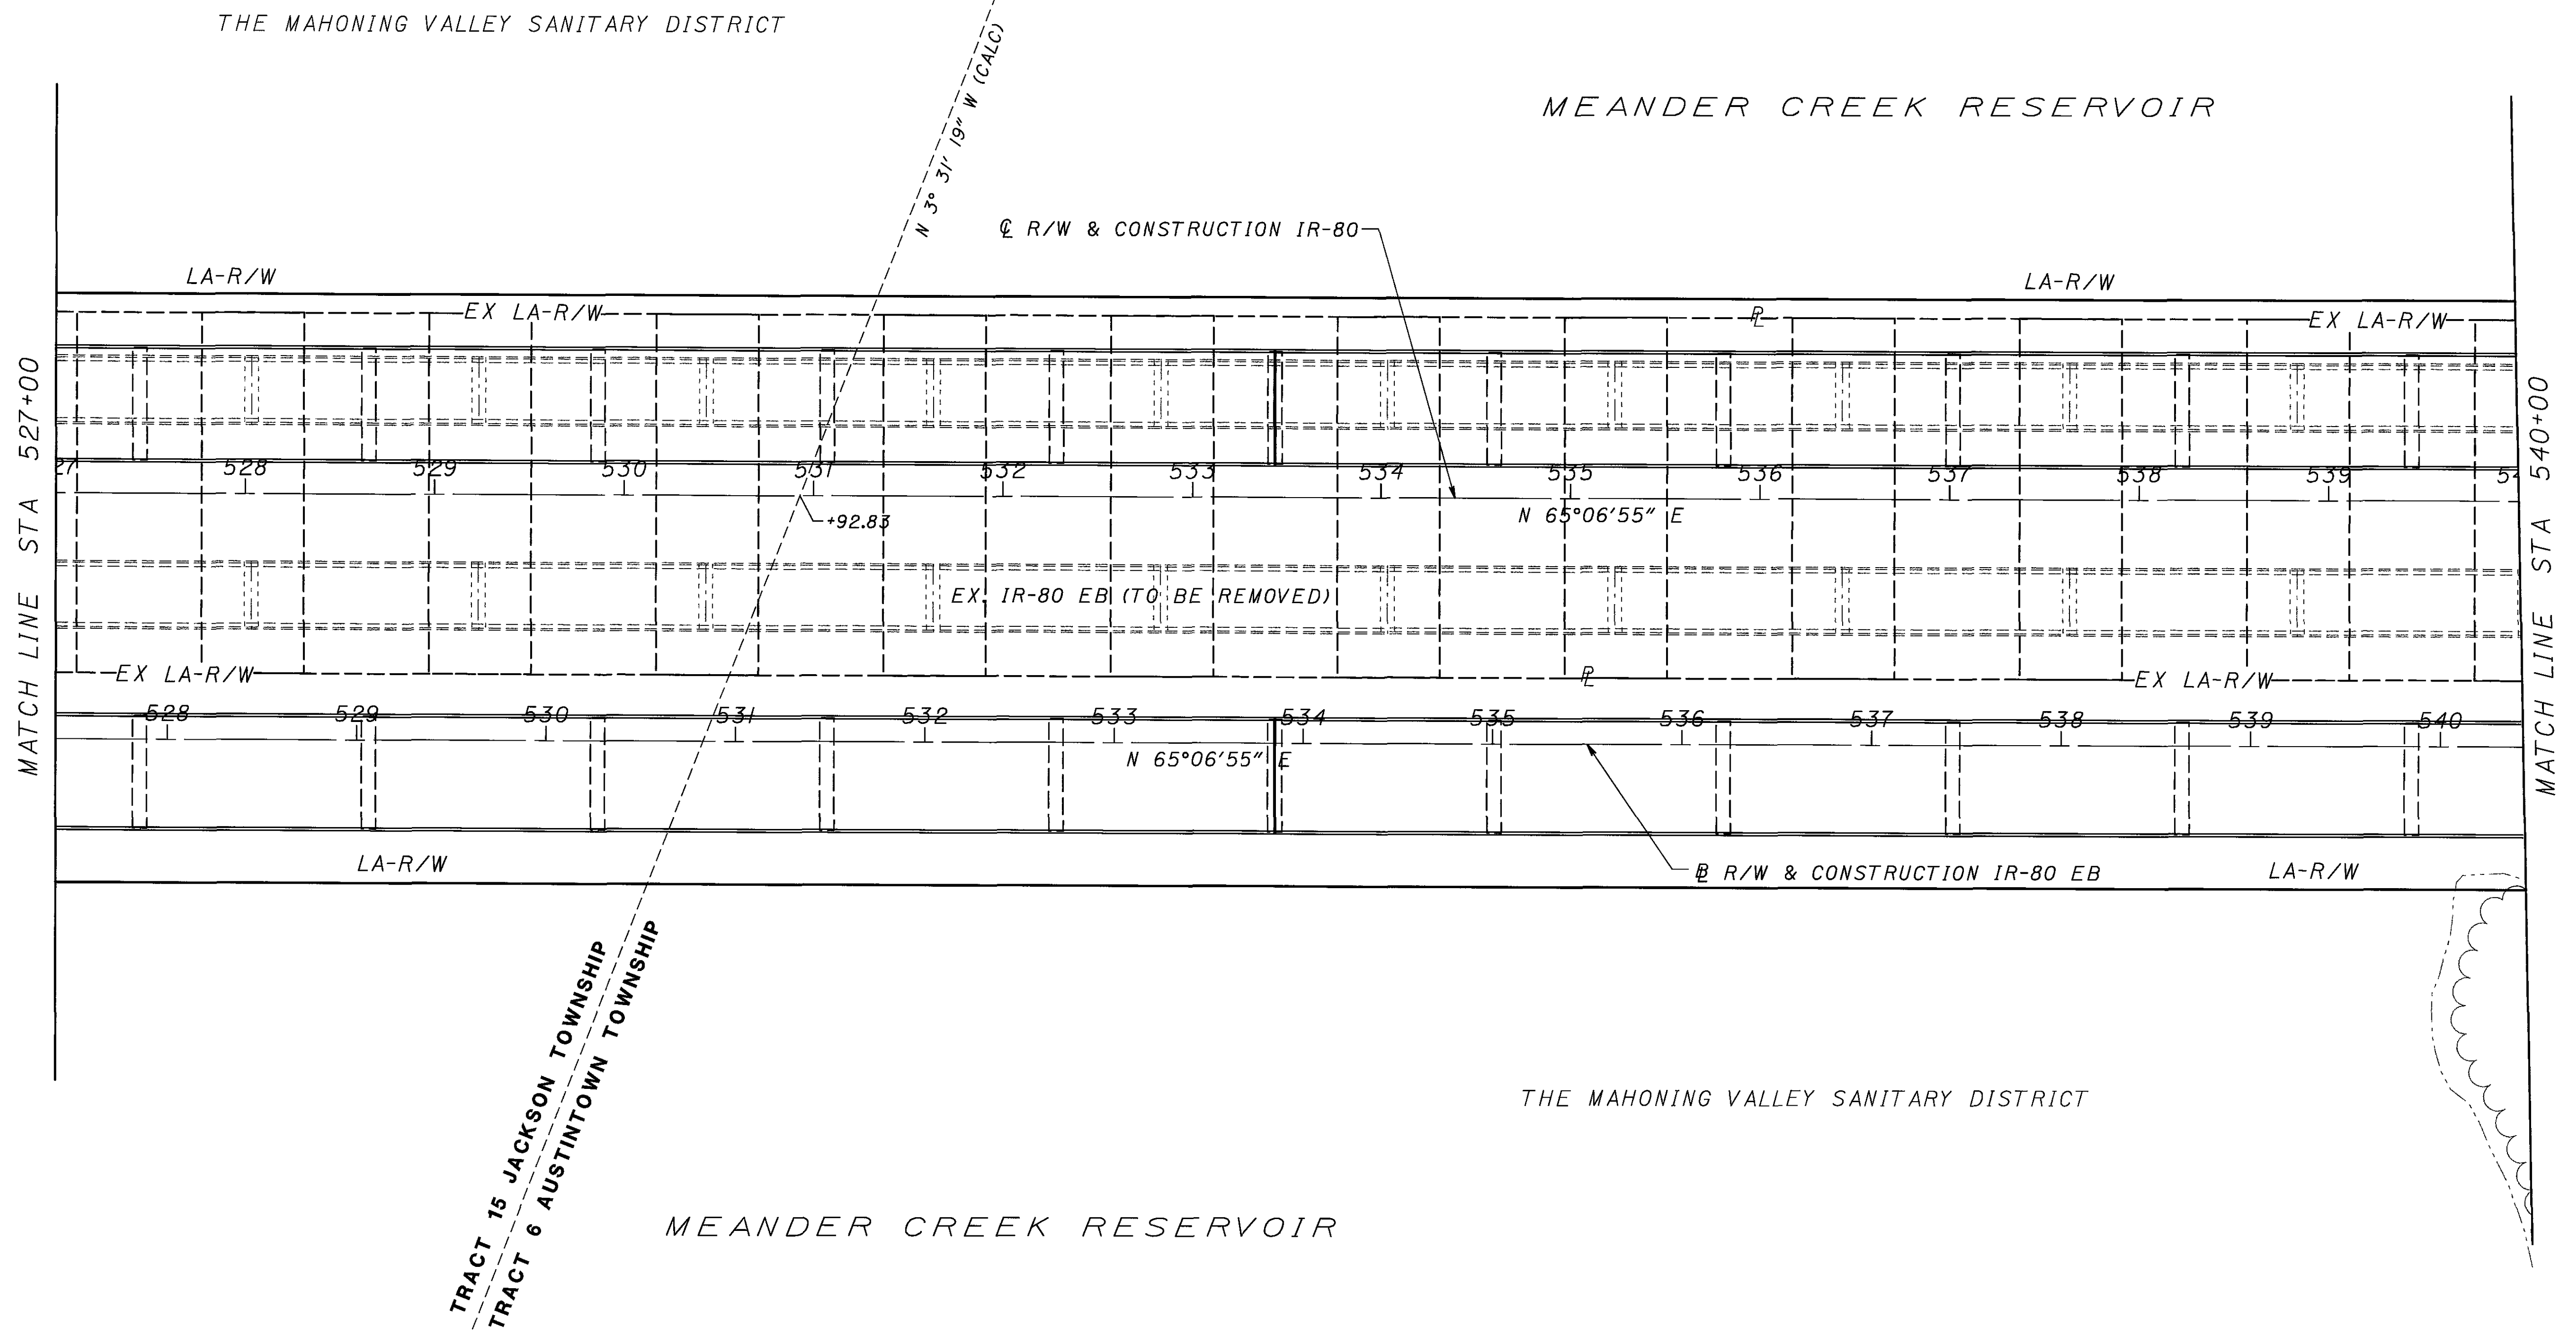 THE MAHONING VALLEY SANITARY DISTRICT
N 3° 31' 19" W (CALC)
MEANDER CREEK RESERVOIR
℄ R/W & CONSTRUCTION IR-80
LA-R/W
LA-R/W
EX LA-R/W
℄
EX LA-R/W
MATCH LINE STA 527+00
MATCH LINE STA 540+00
27 528 529 530 531 532 533 534 535 536 537 538 539 54
+92.83
N 65°06'55" E
EX. IR-80 EB (TO BE REMOVED)
EX LA-R/W
EX LA-R/W
528 529 530 531 532 533 534 535 536 537 538 539 540
N 65°06'55" E
LA-R/W
R/W & CONSTRUCTION IR-80 EB
LA-R/W
TRACT 15 JACKSON TOWNSHIP
TRACT 6 AUSTINTOWN TOWNSHIP
THE MAHONING VALLEY SANITARY DISTRICT
MEANDER CREEK RESERVOIR